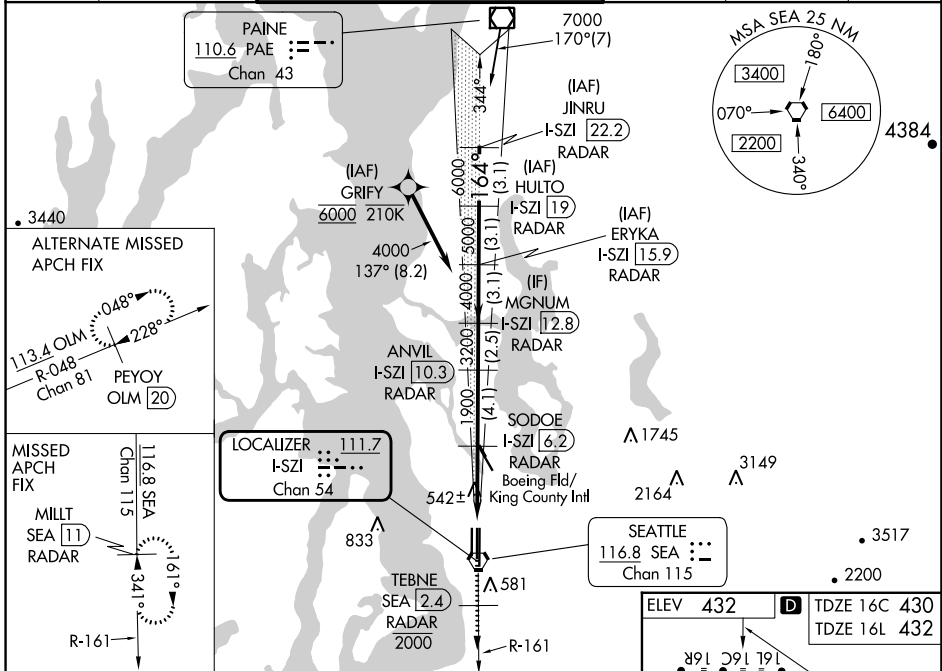 PAINE
110.6 PAE
Chan 43
7000
170°(7)
344°
(IAF)
JINRU
I-SZI 22.2
RADAR
MSA SEA 25 NM
180°
3400
070°
6400
2200
340°
4384
6000
164°
(3.1)
(IAF)
HULTO
I-SZI 19
RADAR
(IAF)
GRIFY
6000 210K
4000
137° (8.2)
5000
(3.1)
(IAF)
ERYKA
I-SZI 15.9
RADAR
4000
(3.1)
(IF)
MGNUM
I-SZI 12.8
RADAR
3200
(2.5)
3440
ALTERNATE MISSED
APCH FIX
048°
228°
113.4 OLM
R-048
Chan 81
PEYOY
OLM 20
ANVIL
I-SZI 10.3
RADAR
1900
(4.1)
SODOE
I-SZI 6.2
RADAR
Boeing Fld/
King County Intl
1745
3149
2164
LOCALIZER 111.7
I-SZI
Chan 54
542±
833
MISSED
APCH
FIX
116.8 SEA
Chan 115
MILLT
SEA 11
RADAR
161°
341°
R-161
SEATTLE
116.8 SEA
Chan 115
3517
2200
TEBNE
SEA 2.4
RADAR
2000
581
R-161
ELEV 432
D
TDZE 16C 430
TDZE 16L 432
16R 16C 16L